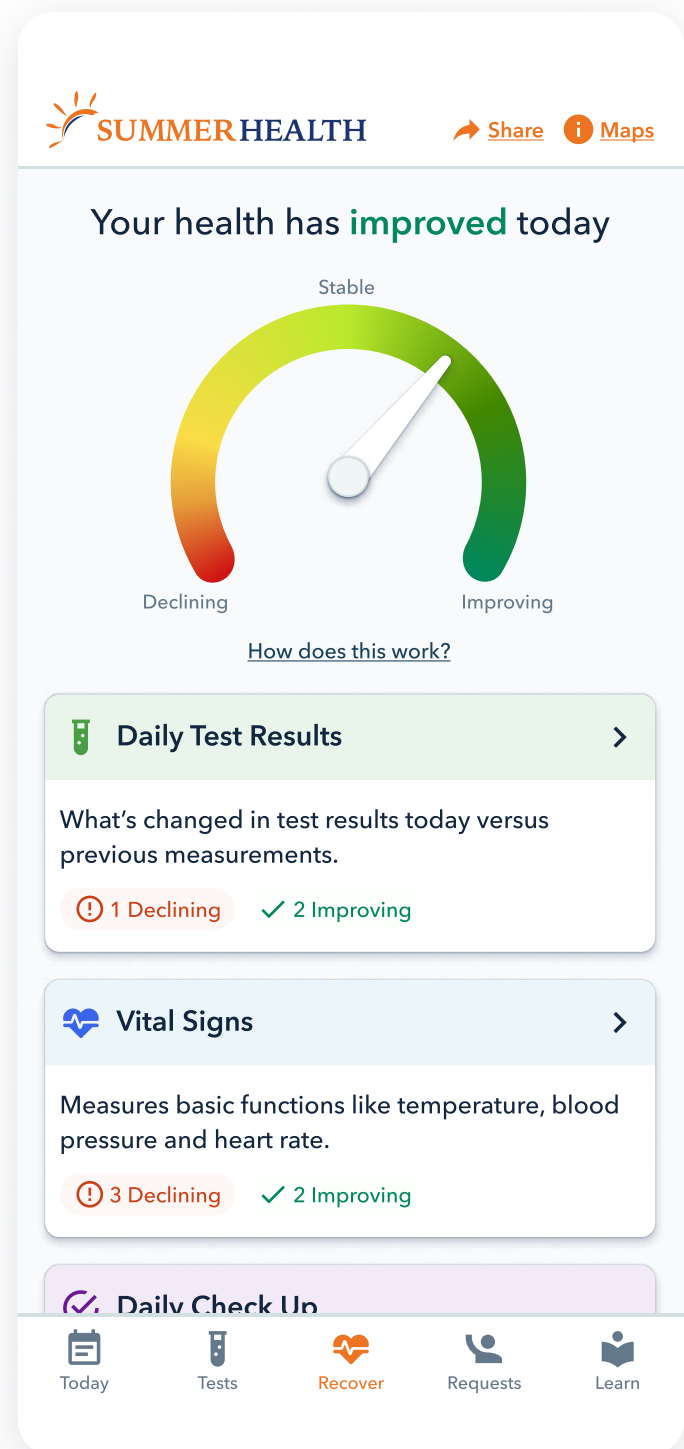 SUMMER HEALTH
Share
Maps
Your health has improved today
Stable
Declining
Improving
How does this work?
Daily Test Results
What’s changed in test results today versus
previous measurements.
1 Declining
2 Improving
Vital Signs
Measures basic functions like temperature, blood
pressure and heart rate.
3 Declining
2 Improving
Daily Check Up
Today
Tests
Recover
Requests
Learn